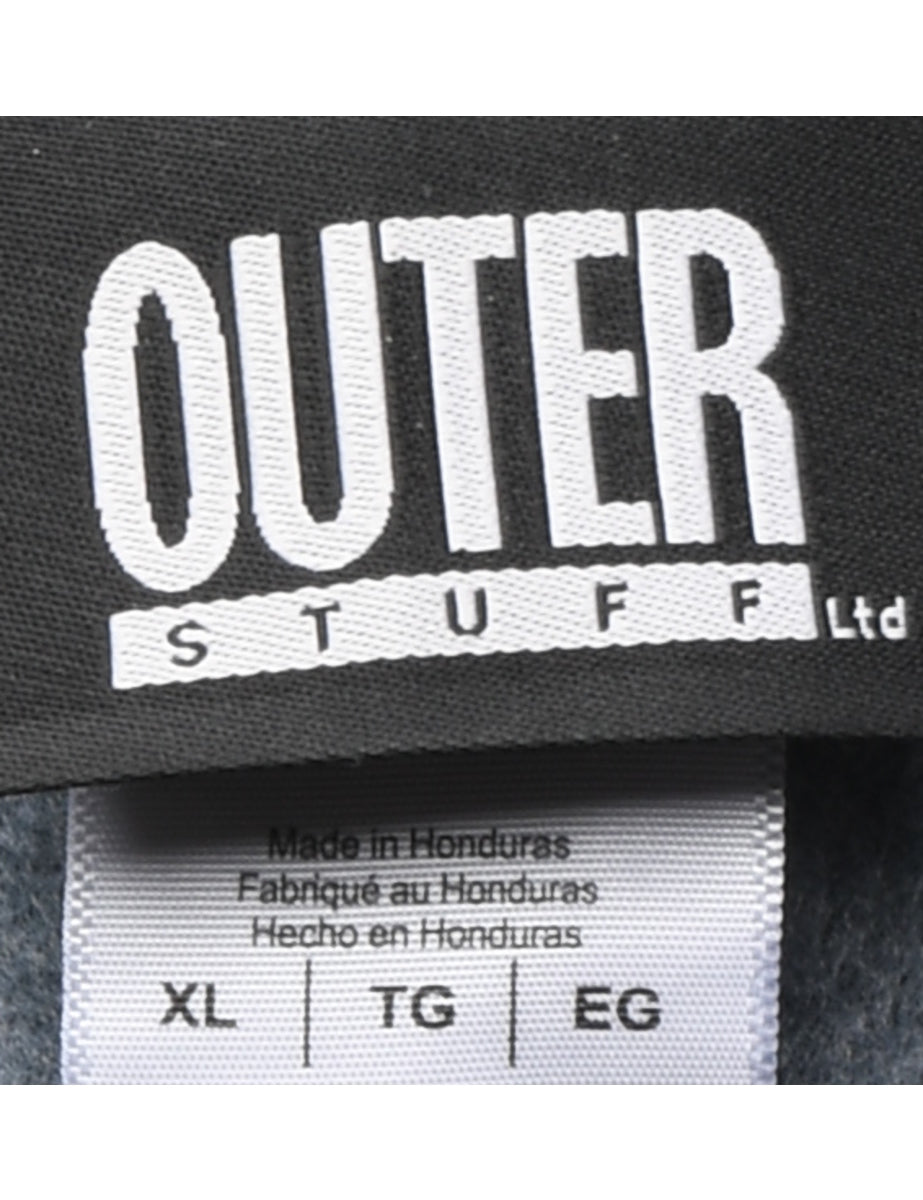 OUTER
STUFF Ltd
Made in Honduras
Fabriqué au Honduras
Hecho en Honduras
XL | TG | EG